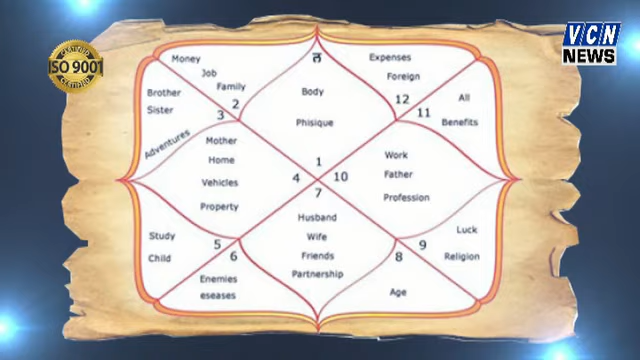 CERTIFIED
ISO 9001
CERTIFIED
VCN
NEWS
Money
Job
Family
2
Brother
Sister
3
Adventures
ल
Body
Phisique
1
Expenses
Foreign
12
All
11
Benefits
Mother
Home
4
Vehicles
Property
Work
10
Father
Profession
7
Husband
Wife
Friends
Partnership
Study
5
Child
6
Enemies
eseases
8
Age
Luck
9
Religion